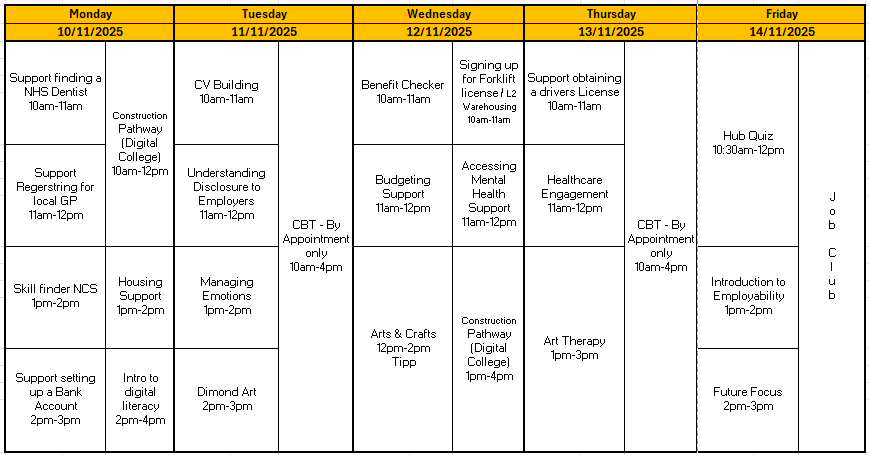 Monday
10/11/2025
Support finding a
NHS Dentist
10am-11am
Support
Regerstring for
local GP
11am-12pm
Skill finder NCS
1pm-2pm
Support setting
up a Bank
Account
2pm-3pm
Construction
Pathway
(Digital
College)
10am-12pm
Housing
Support
1pm-2pm
Intro to
digital
literacy
2pm-4pm
Tuesday
11/11/2025
CV Building
10am-11am
Understanding
Disclosure to
Employers
11am-12pm
Managing
Emotions
1pm-2pm
Dimond Art
2pm-3pm
CBT - By
Appointment
only
10am-4pm
Wednesday
12/11/2025
Benefit Checker
10am-11am
Budgeting
Support
11am-12pm
Arts & Crafts
12pm-2pm
Tipp
Signing up
for Forklift
license / L2
Warehousing
10am-11am
Accessing
Mental
Health
Support
11am-12pm
Construction
Pathway
(Digital
College)
1pm-4pm
Thursday
13/11/2025
Support obtaining
a drivers License
10am-11am
Healthcare
Engagement
11am-12pm
Art Therapy
1pm-3pm
CBT - By
Appointment
only
10am-4pm
Friday
14/11/2025
Hub Quiz
10:30am-12pm
Introduction to
Employability
1pm-2pm
Future Focus
2pm-3pm
J
o
b
C
l
u
b